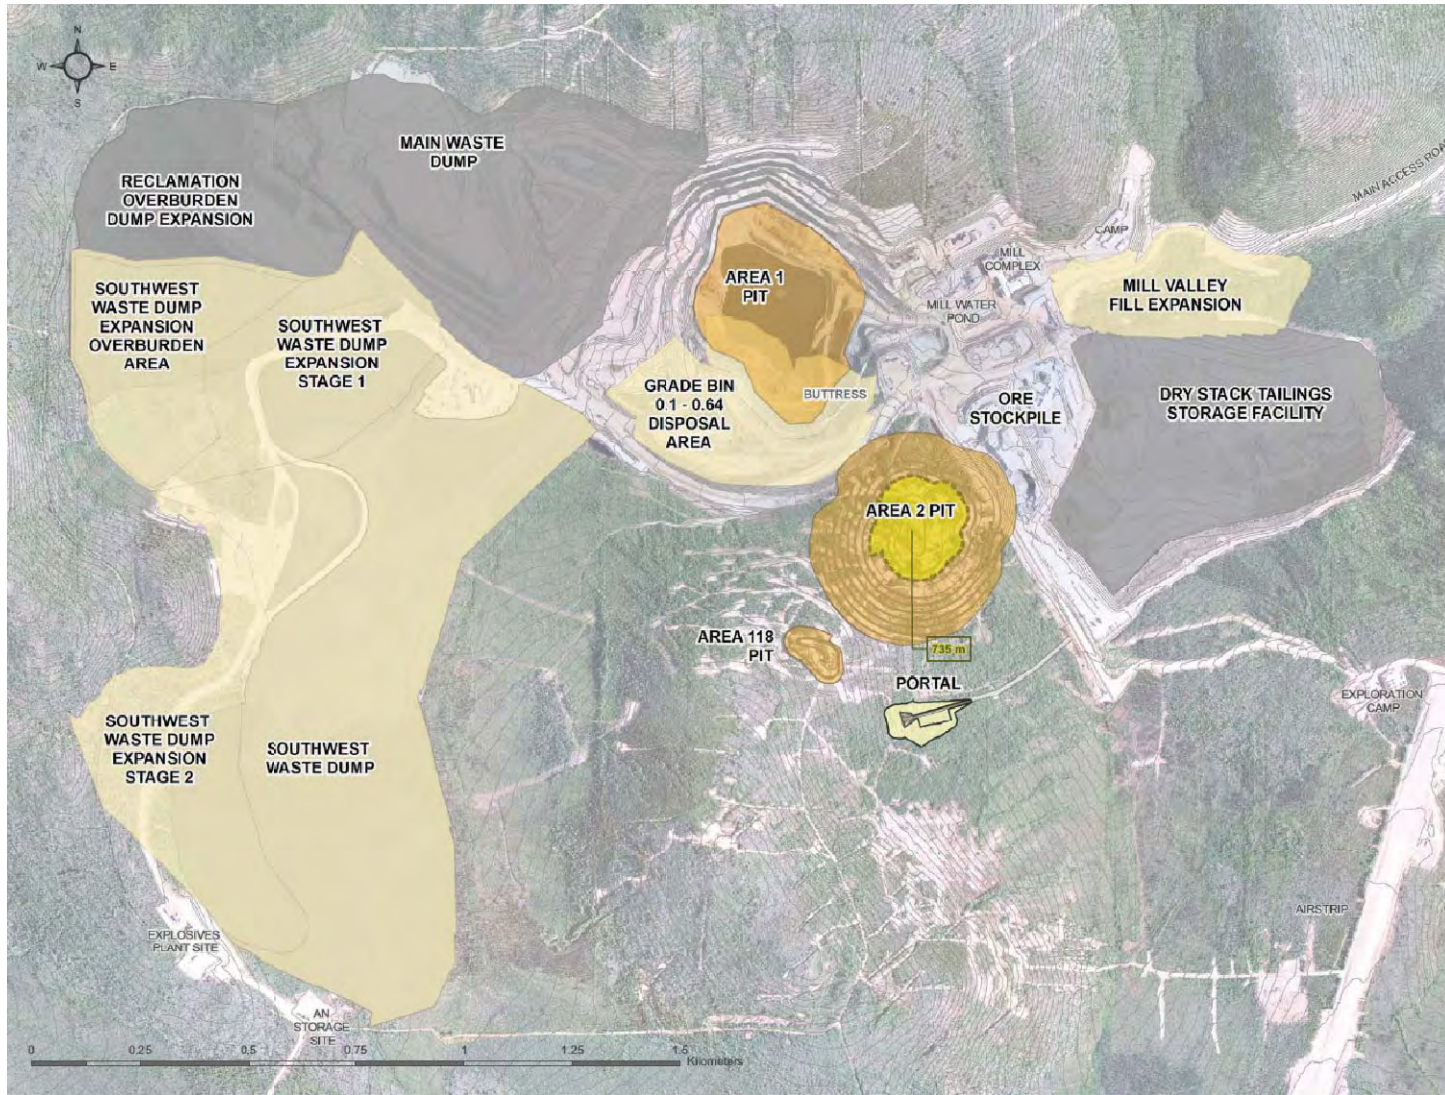 N
W
E
S
MAIN WASTE
DUMP
RECLAMATION
OVERBURDEN
DUMP EXPANSION
MAIN ACCESS ROAD
CAMP
MILL
COMPLEX
AREA 1
PIT
MILL VALLEY
FILL EXPANSION
MILL WATER
POND
SOUTHWEST
WASTE DUMP
EXPANSION
OVERBURDEN
AREA
SOUTHWEST
WASTE DUMP
EXPANSION
STAGE 1
GRADE BIN
0.1 - 0.64
DISPOSAL
AREA
BUTTRESS
ORE
STOCKPILE
DRY STACK TAILINGS
STORAGE FACILITY
AREA 2 PIT
AREA 118
PIT
735 m
PORTAL
EXPLORATION
CAMP
SOUTHWEST
WASTE DUMP
EXPANSION
STAGE 2
SOUTHWEST
WASTE DUMP
AIRSTRIP
EXPLOSIVES
PLANT SITE
AN
STORAGE
SITE
0 0.25 0.5 0.75 1 1.25 1.5
Kilometers